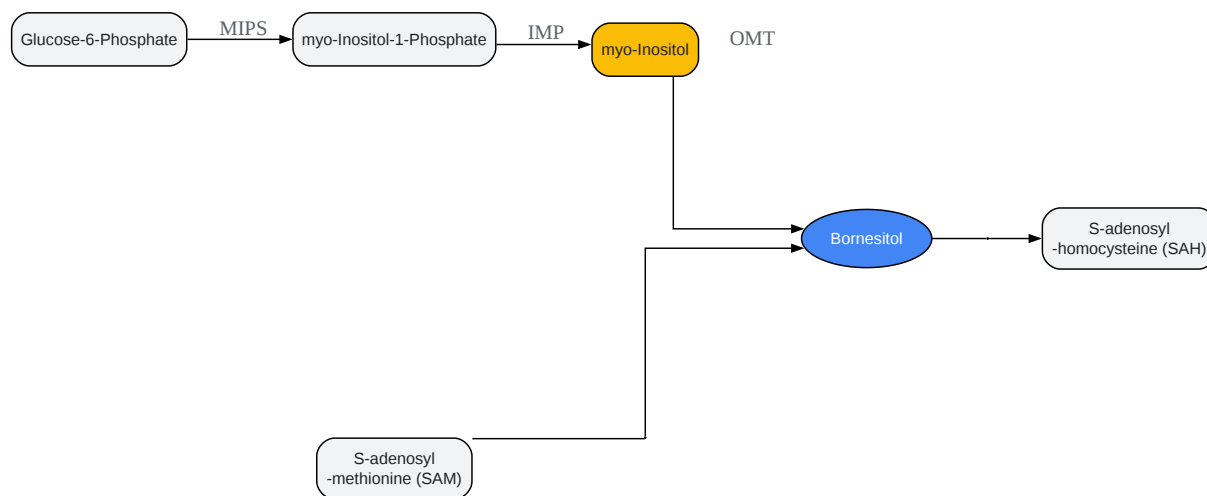 Glucose-6-Phosphate
MIPS
myo-Inositol-1-Phosphate
IMP
myo-Inositol
OMT
Bornesitol
S-adenosyl
-homocysteine (SAH)
S-adenosyl
-methionine (SAM)